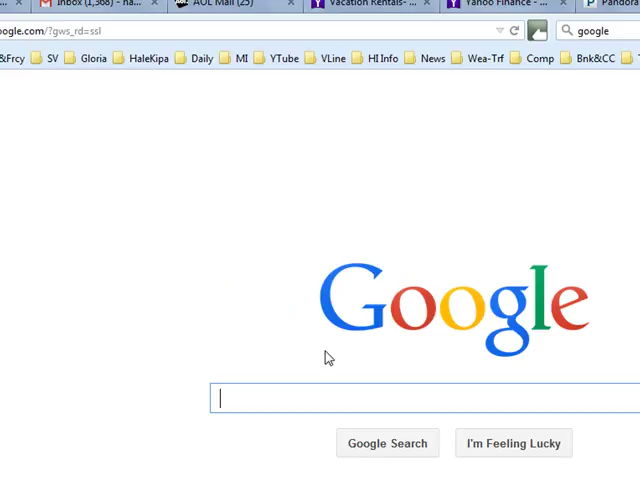 Inbox (1,368) - ha... AOL Mail (25) Vacation Rentals- ... Yahoo Finance - ... Pandora
oogle.com/?gws_rd=ssl google
&Frcy SV Gloria HaleKipa Daily MI YTube VLine HI Info News Wea-Trf Comp Bnk&CC
Google
Google Search I'm Feeling Lucky